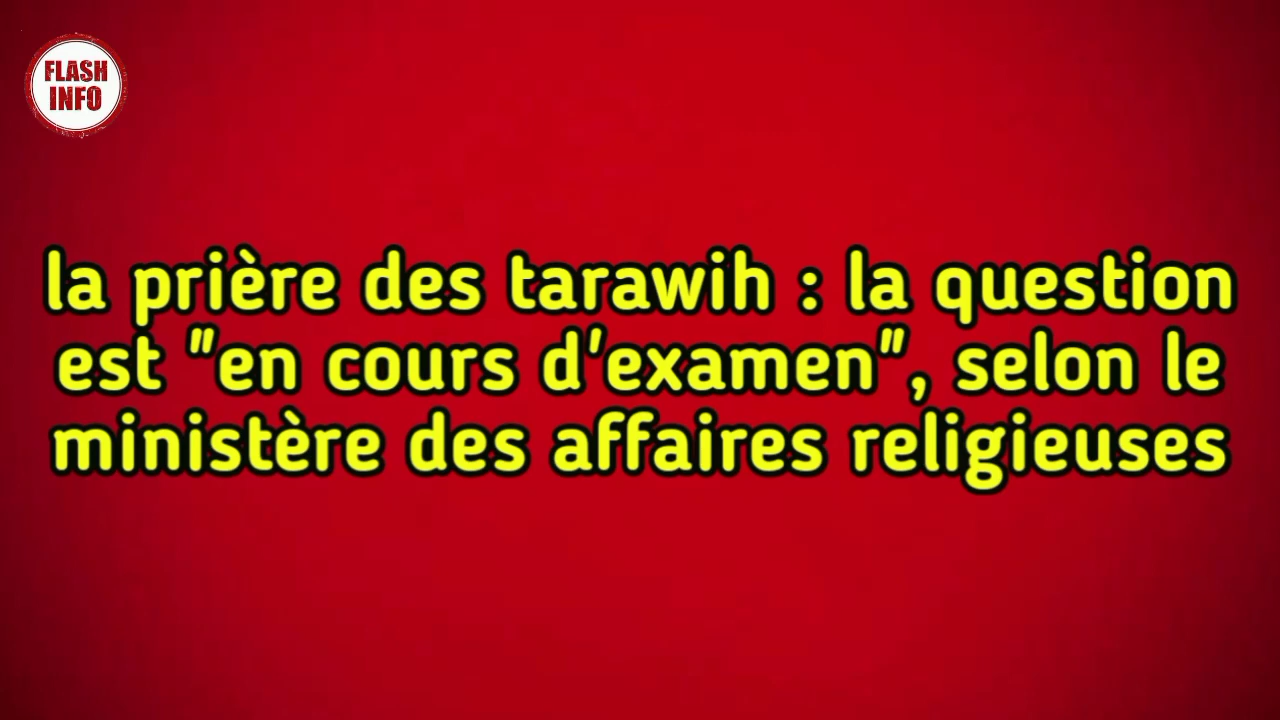 FLASH
INFO
la prière des tarawih : la question
est "en cours d'examen", selon le
ministère des affaires religieuses